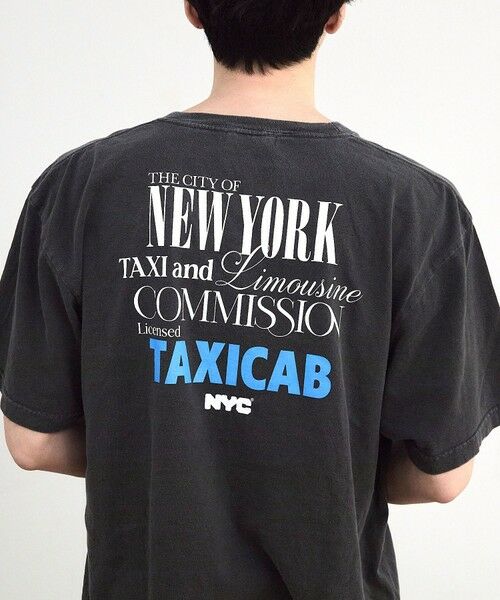 THE CITY OF
NEW YORK
TAXI and Limousine
COMMISSION
Licensed
TAXICAB
NYC